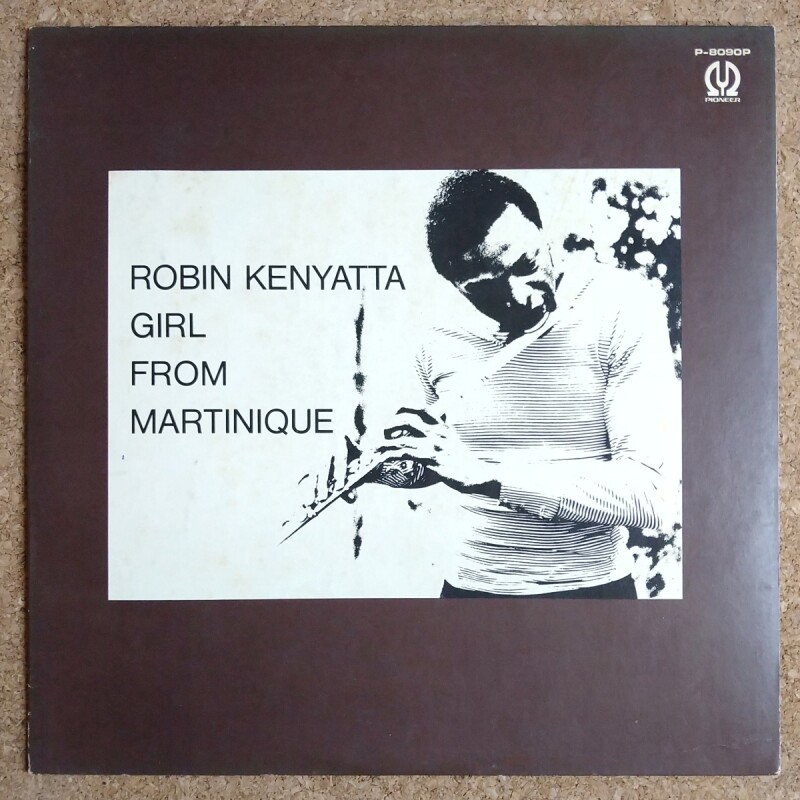 P-8090P
PIONEER
ROBIN KENYATTA
GIRL
FROM
MARTINIQUE